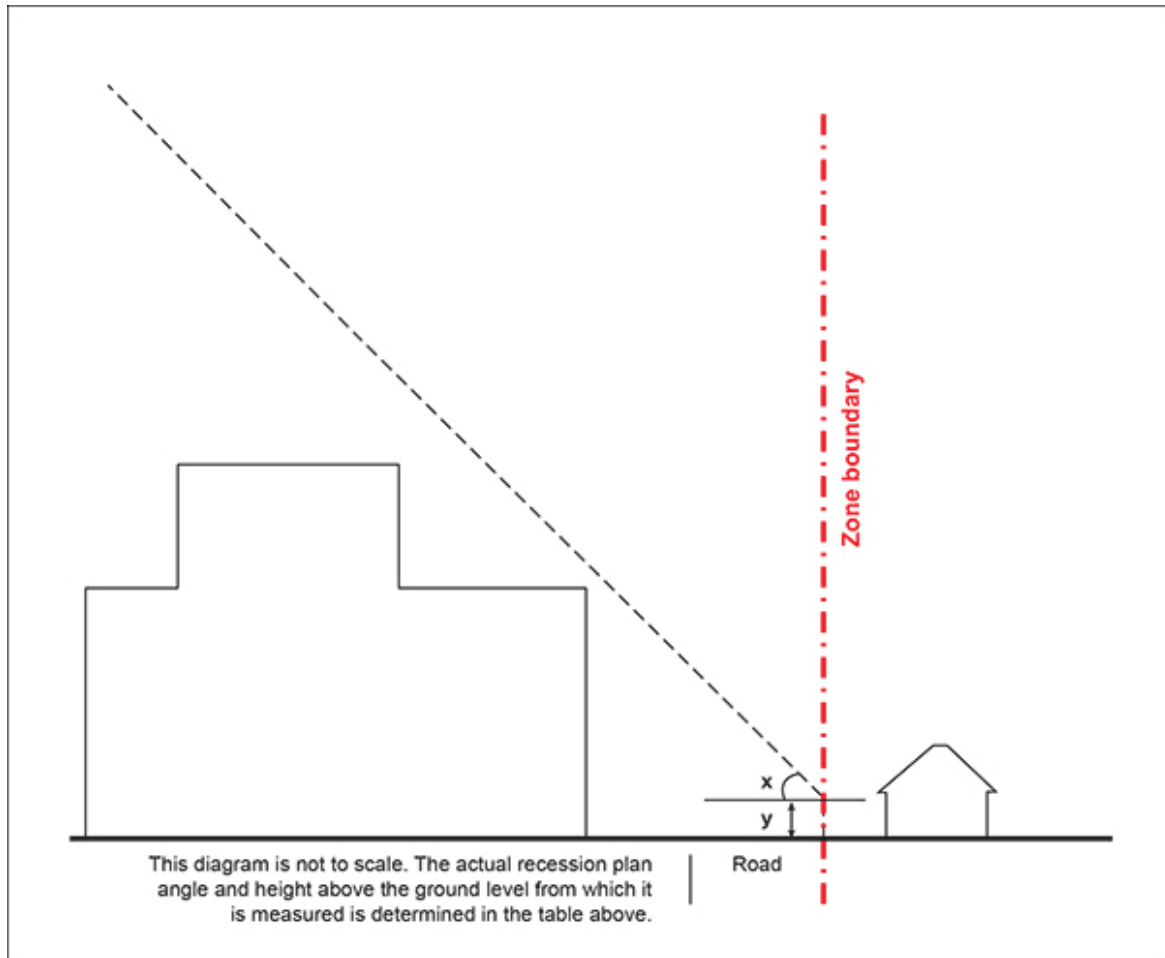 Zone boundary
x
y
This diagram is not to scale. The actual recession plan
angle and height above the ground level from which it
is measured is determined in the table above.
Road